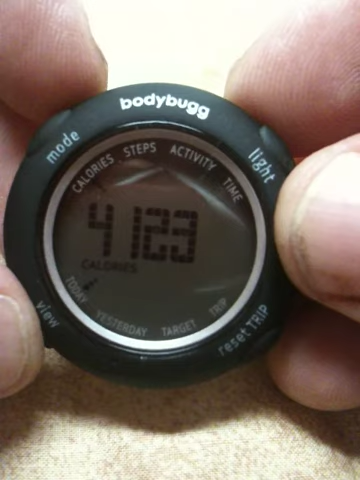 bodybugg
mode
light
CALORIES STEPS ACTIVITY TIME
4123
CALORIES
TODAY YESTERDAY TARGET TRIP
view
reset TRIP